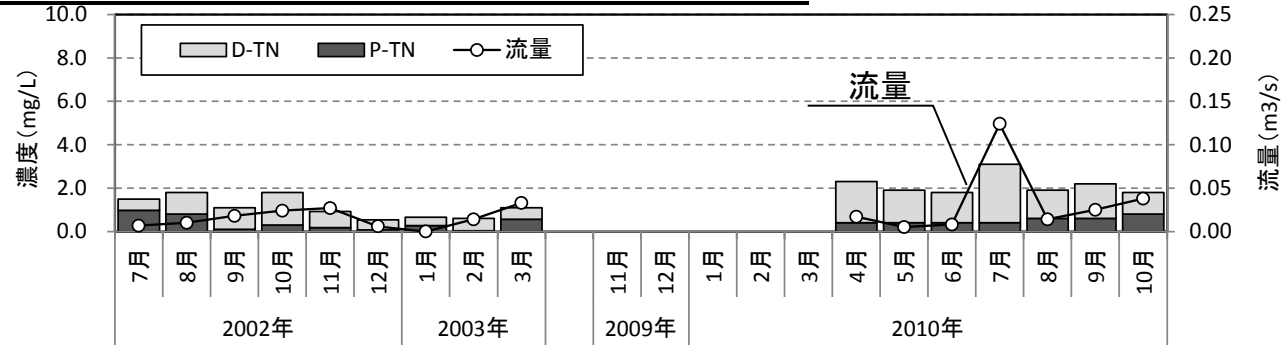 10.0
8.0
6.0
4.0
2.0
0.0
濃度(mg/L)
D-TN P-TN 流量
流量
0.25
0.20
0.15
0.10
0.05
0.00
流量(m3/s)
7月 8月 9月 10月 11月 12月 1月 2月 3月 11月 12月 1月 2月 3月 4月 5月 6月 7月 8月 9月 10月
2002年 2003年 2009年 2010年